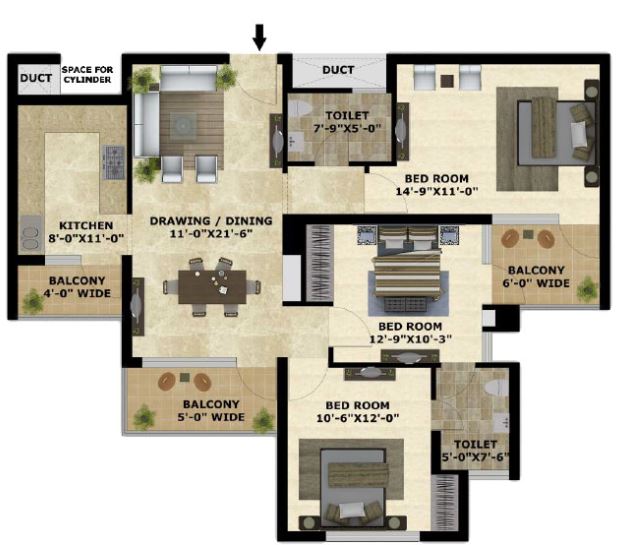 DUCT
SPACE FOR
CYLINDER
DUCT
TOILET
7'-9"X5'-0"
BED ROOM
14'-9"X11'-0"
KITCHEN
8'-0"X11'-0"
DRAWING / DINING
11'-0"X21'-6"
BALCONY
4'-0" WIDE
BALCONY
6'-0" WIDE
BED ROOM
12'-9"X10'-3"
BALCONY
5'-0" WIDE
BED ROOM
10'-6"X12'-0"
TOILET
5'-0"X7'-6"